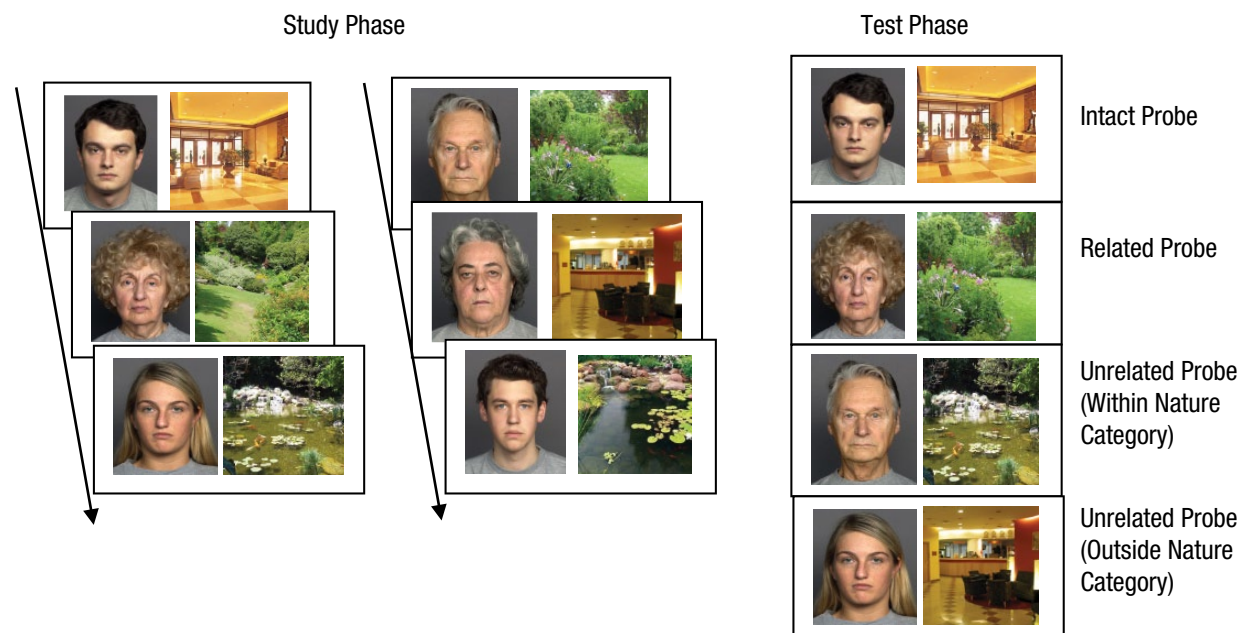 Study Phase
Test Phase
Intact Probe
Related Probe
Unrelated Probe
(Within Nature
Category)
Unrelated Probe
(Outside Nature
Category)